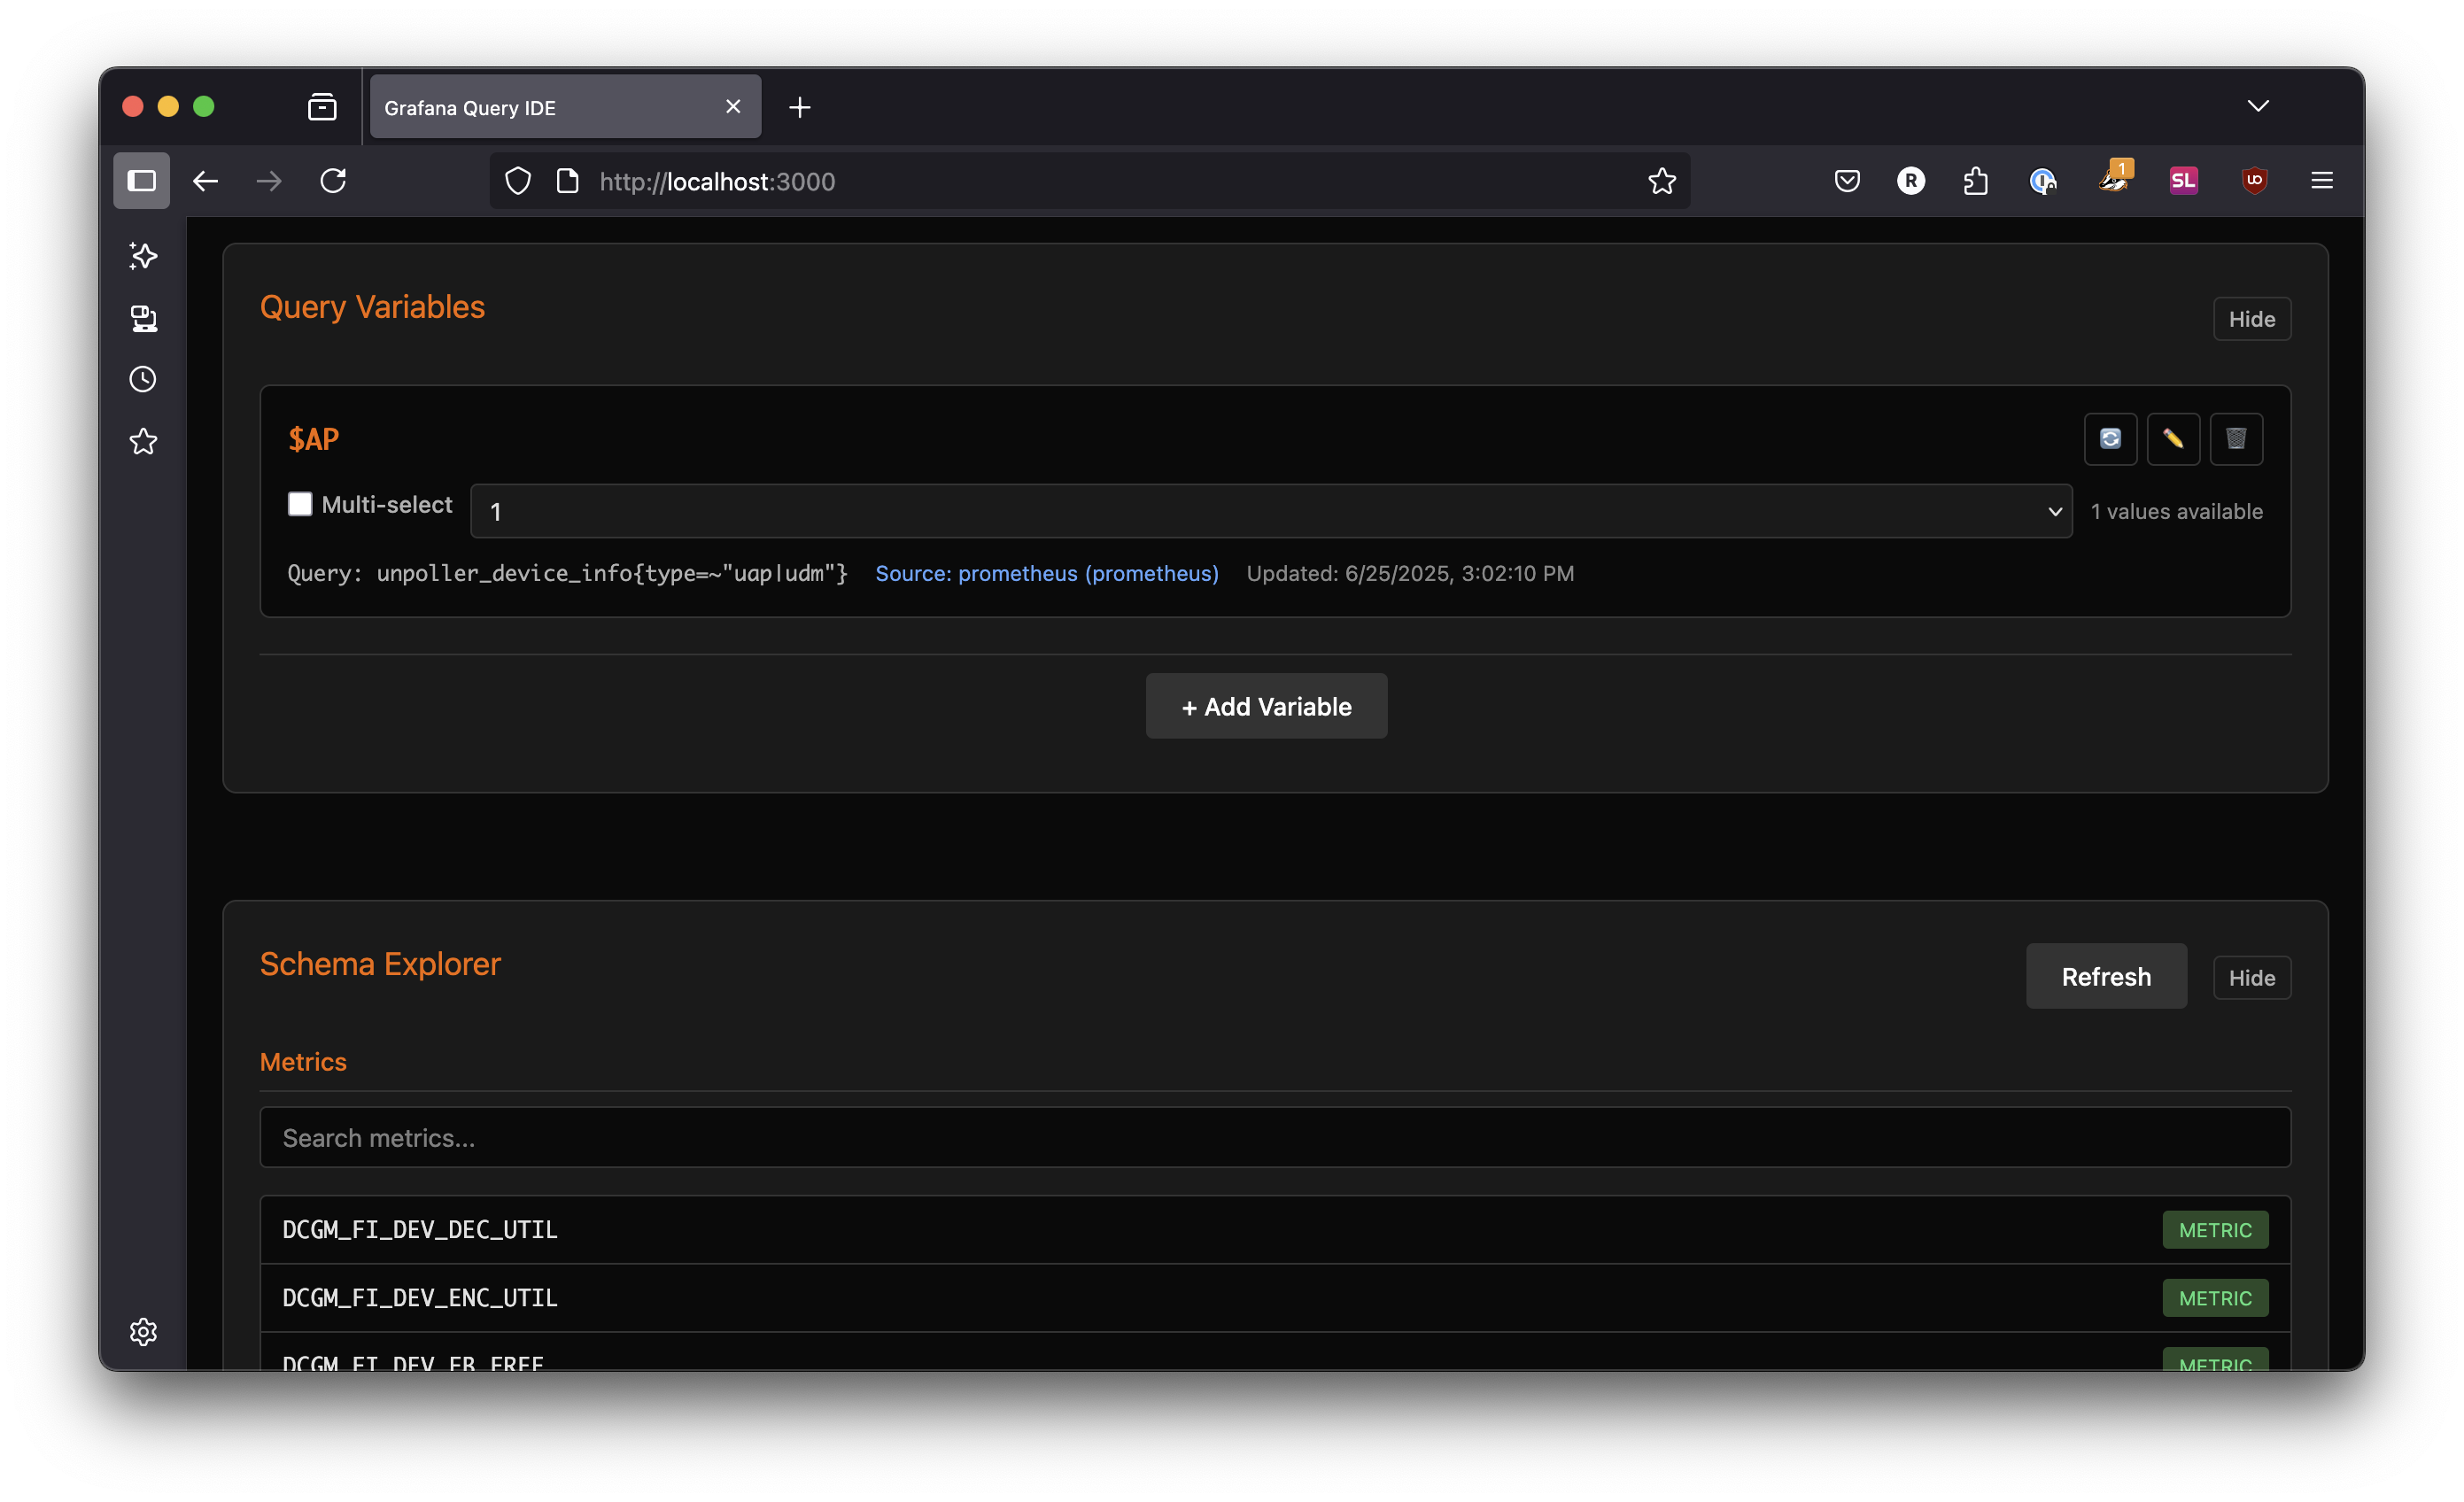 Grafana Query IDE
http://localhost:3000
R
1
SL
UO
Query Variables
Hide
$AP
Multi-select
1
1 values available
Query: unpoller_device_info{type=~"uap|udm"}
Source: prometheus (prometheus)
Updated: 6/25/2025, 3:02:10 PM
+ Add Variable
Schema Explorer
Refresh
Hide
Metrics
Search metrics...
DCGM_FI_DEV_DEC_UTIL
METRIC
DCGM_FI_DEV_ENC_UTIL
METRIC
DCGM_FI_DEV_FB_FREE
METRIC